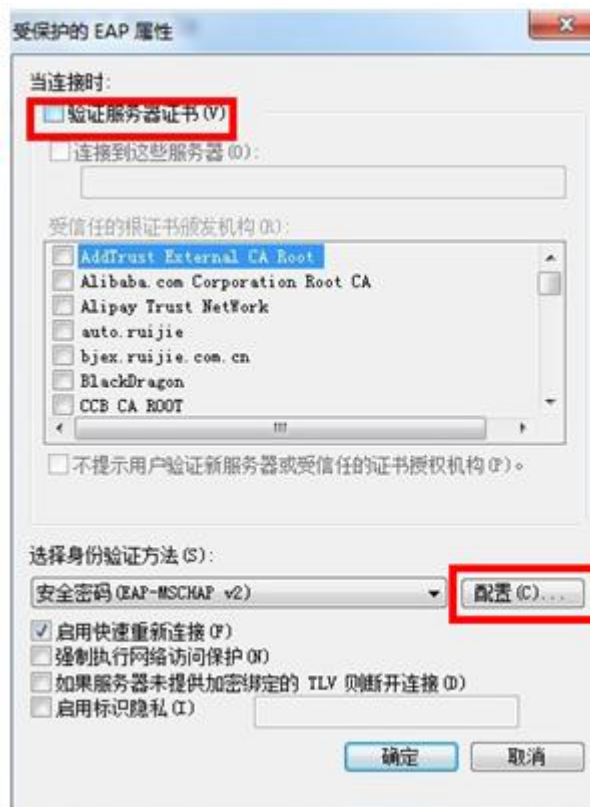 受保护的 EAP 属性
当连接时:
验证服务器证书(V)
连接到这些服务器(O):
受信任的根证书颁发机构(R):
AddTrust External CA Root
Alibaba.com Corporation Root CA
Alipay Trust NetWork
auto.ruijie
bjex.ruijie.com.cn
BlackDragon
CCB CA ROOT
不提示用户验证新服务器或受信任的证书授权机构(P)。
选择身份验证方法(S):
安全密码(EAP-MSCHAP v2)
配置(C)...
启用快速重新连接(F)
强制执行网络访问保护(N)
如果服务器未提供加密绑定的 TLV 则断开连接(D)
启用标识隐私(I)
确定
取消